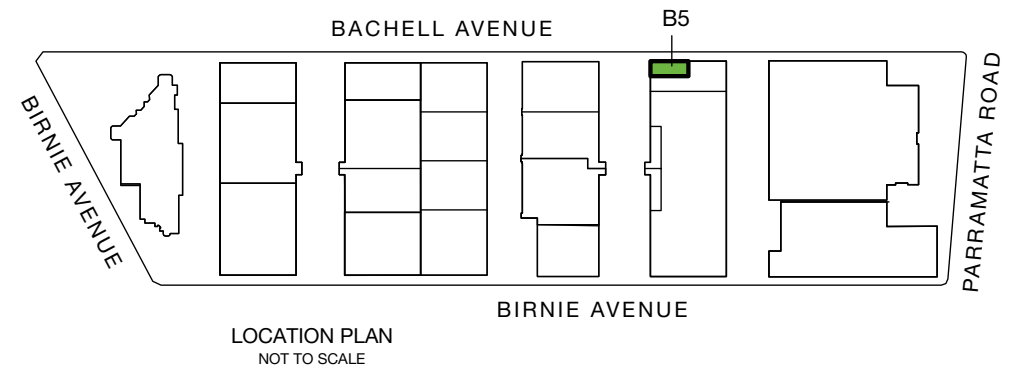 BACHELL AVENUE
B5
BIRNIE AVENUE
PARRAMATTA ROAD
BIRNIE AVENUE
LOCATION PLAN
NOT TO SCALE